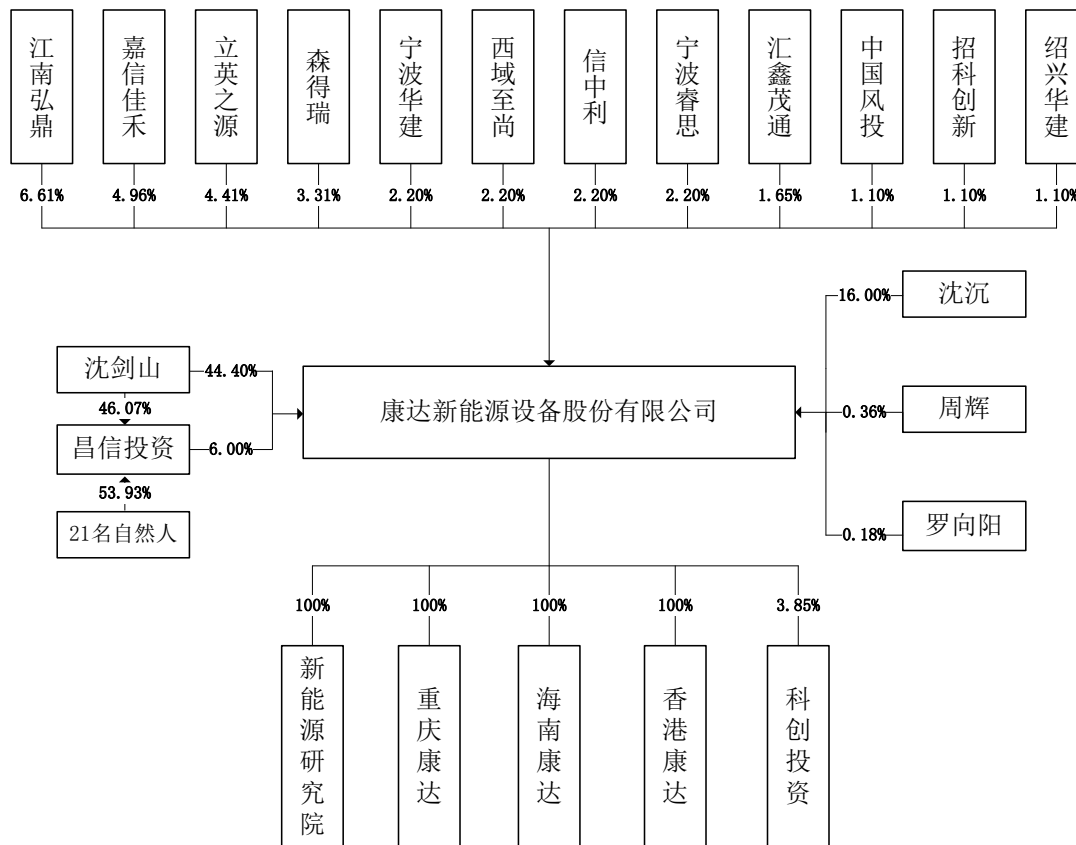 江南弘鼎
嘉信佳禾
立英之源
森得瑞
宁波华建
西域至尚
信中利
宁波睿思
汇鑫茂通
中国风投
招科创新
绍兴华建
6.61%
4.96%
4.41%
3.31%
2.20%
2.20%
2.20%
2.20%
1.65%
1.10%
1.10%
1.10%
16.00%
沈沉
沈剑山
44.40%
46.07%
康达新能源设备股份有限公司
0.36%
周辉
昌信投资
6.00%
53.93%
21名自然人
0.18%
罗向阳
100%
100%
100%
100%
3.85%
新能源研究院
重庆康达
海南康达
香港康达
科创投资